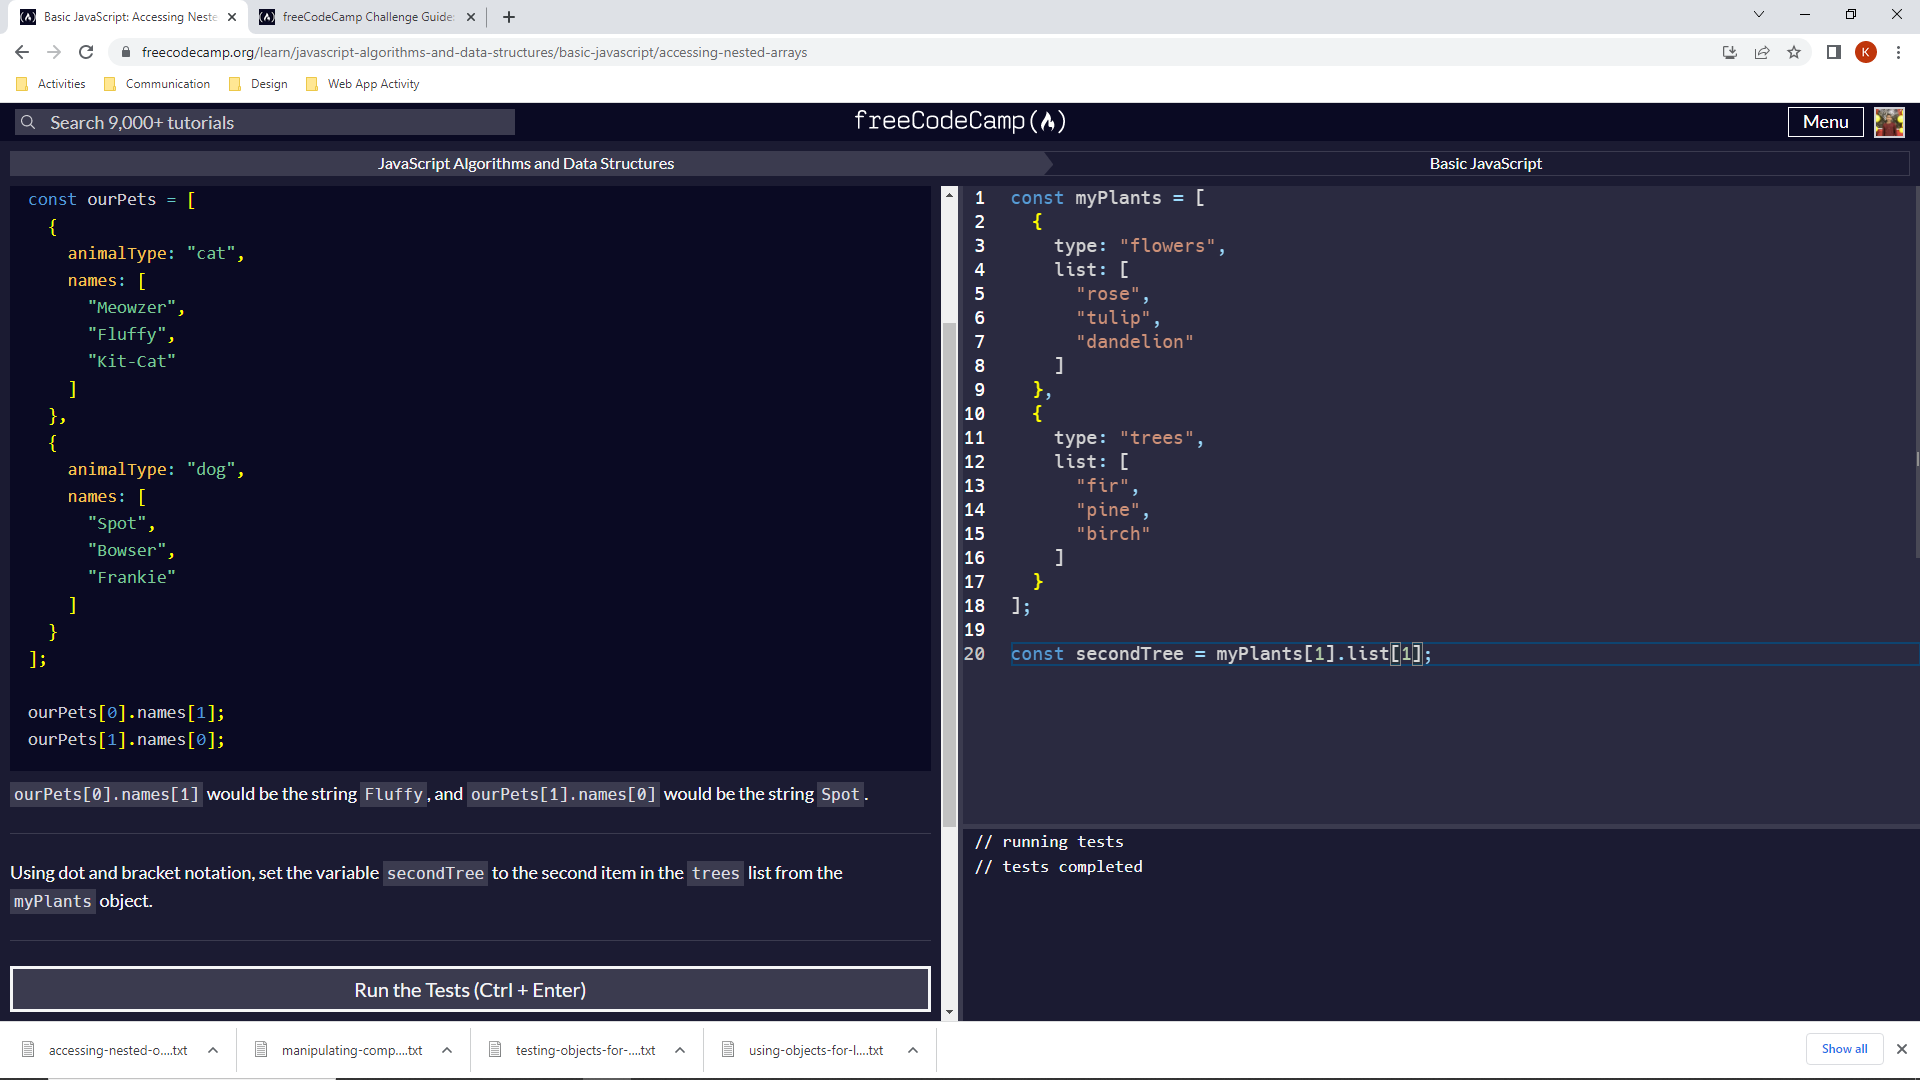 Basic JavaScript: Accessing Neste
freeCodeCamp Challenge Guide:
freecodecamp.org/learn/javascript-algorithms-and-data-structures/basic-javascript/accessing-nested-arrays
K
Activities
Communication
Design
Web App Activity
Search 9,000+ tutorials
freeCodeCamp
Menu
JavaScript Algorithms and Data Structures
Basic JavaScript
const ourPets = [
{
animalType: "cat",
names: [
"Meowzer",
"Fluffy",
"Kit-Cat"
]
},
{
animalType: "dog",
names: [
"Spot",
"Bowser",
"Frankie"
]
}
];
ourPets[0].names[1];
ourPets[1].names[0];
ourPets[0].names[1] would be the string Fluffy, and ourPets[1].names[0] would be the string Spot.
Using dot and bracket notation, set the variable secondTree to the second item in the trees list from the
myPlants object.
Run the Tests (Ctrl + Enter)
1 const myPlants = [
2 {
3 type: "flowers",
4 list: [
5 "rose",
6 "tulip",
7 "dandelion"
8 ]
9 },
10 {
11 type: "trees",
12 list: [
13 "fir",
14 "pine",
15 "birch"
16 ]
17 }
18 ];
19
20 const secondTree = myPlants[1].list[1];
// running tests
// tests completed
accessing-nested-o....txt
manipulating-comp....txt
testing-objects-for-....txt
using-objects-for-l....txt
Show all